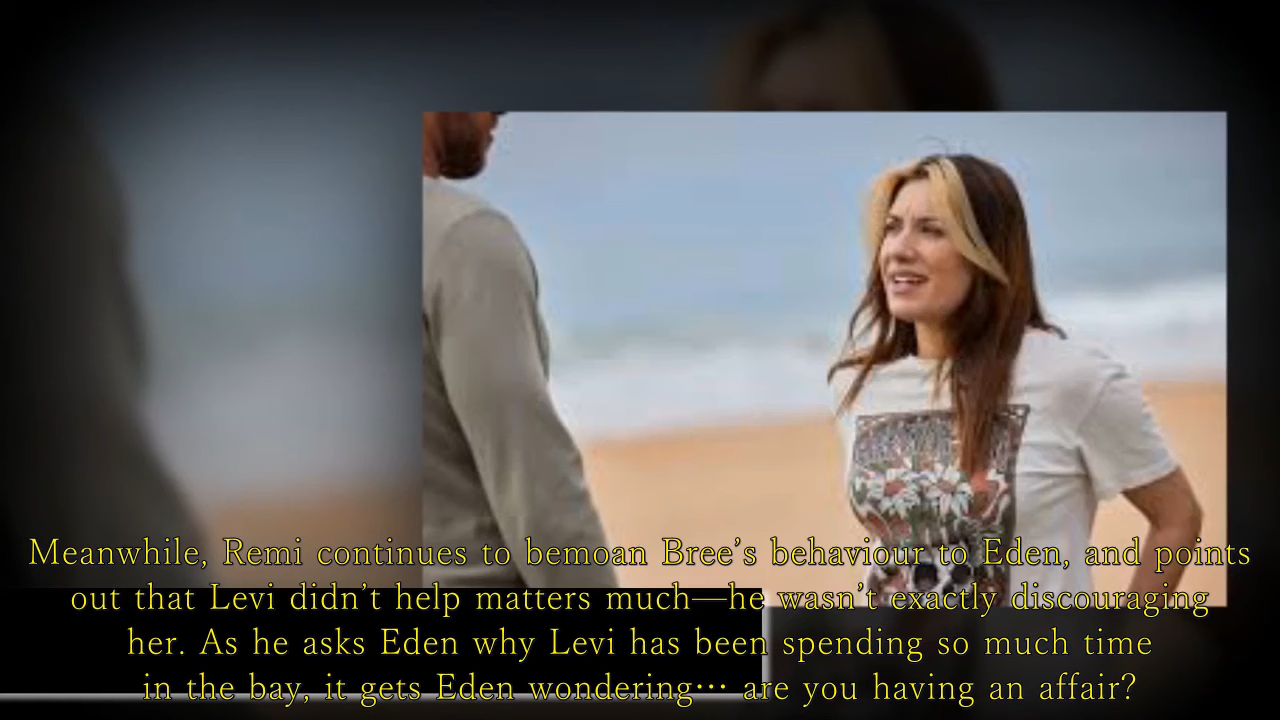 Meanwhile, Remi continues to bemoan Bree’s behaviour to Eden, and points
out that Levi didn’t help matters much—he wasn’t exactly discouraging
her. As he asks Eden why Levi has been spending so much time
in the bay, it gets Eden wondering… are you having an affair?